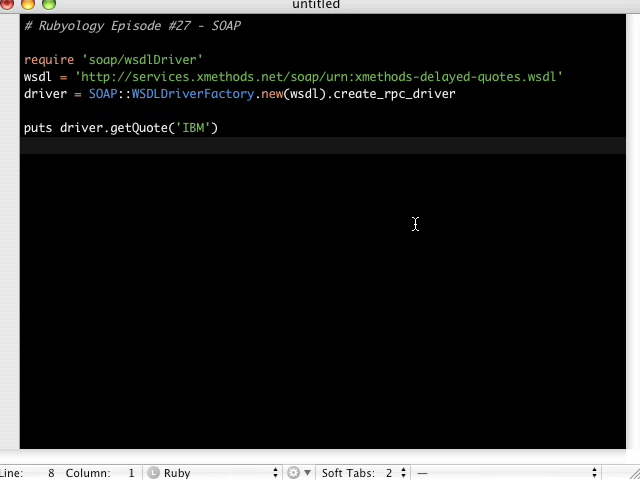 untitled
# Rubyology Episode #27 - SOAP
require 'soap/wsdlDriver'
wsdl = 'http://services.xmethods.net/soap/urn:xmethods-delayed-quotes.wsdl'
driver = SOAP::WSDLDriverFactory.new(wsdl).create_rpc_driver
puts driver.getQuote('IBM')
Line: 8 Column: 1 L Ruby Soft Tabs: 2 —